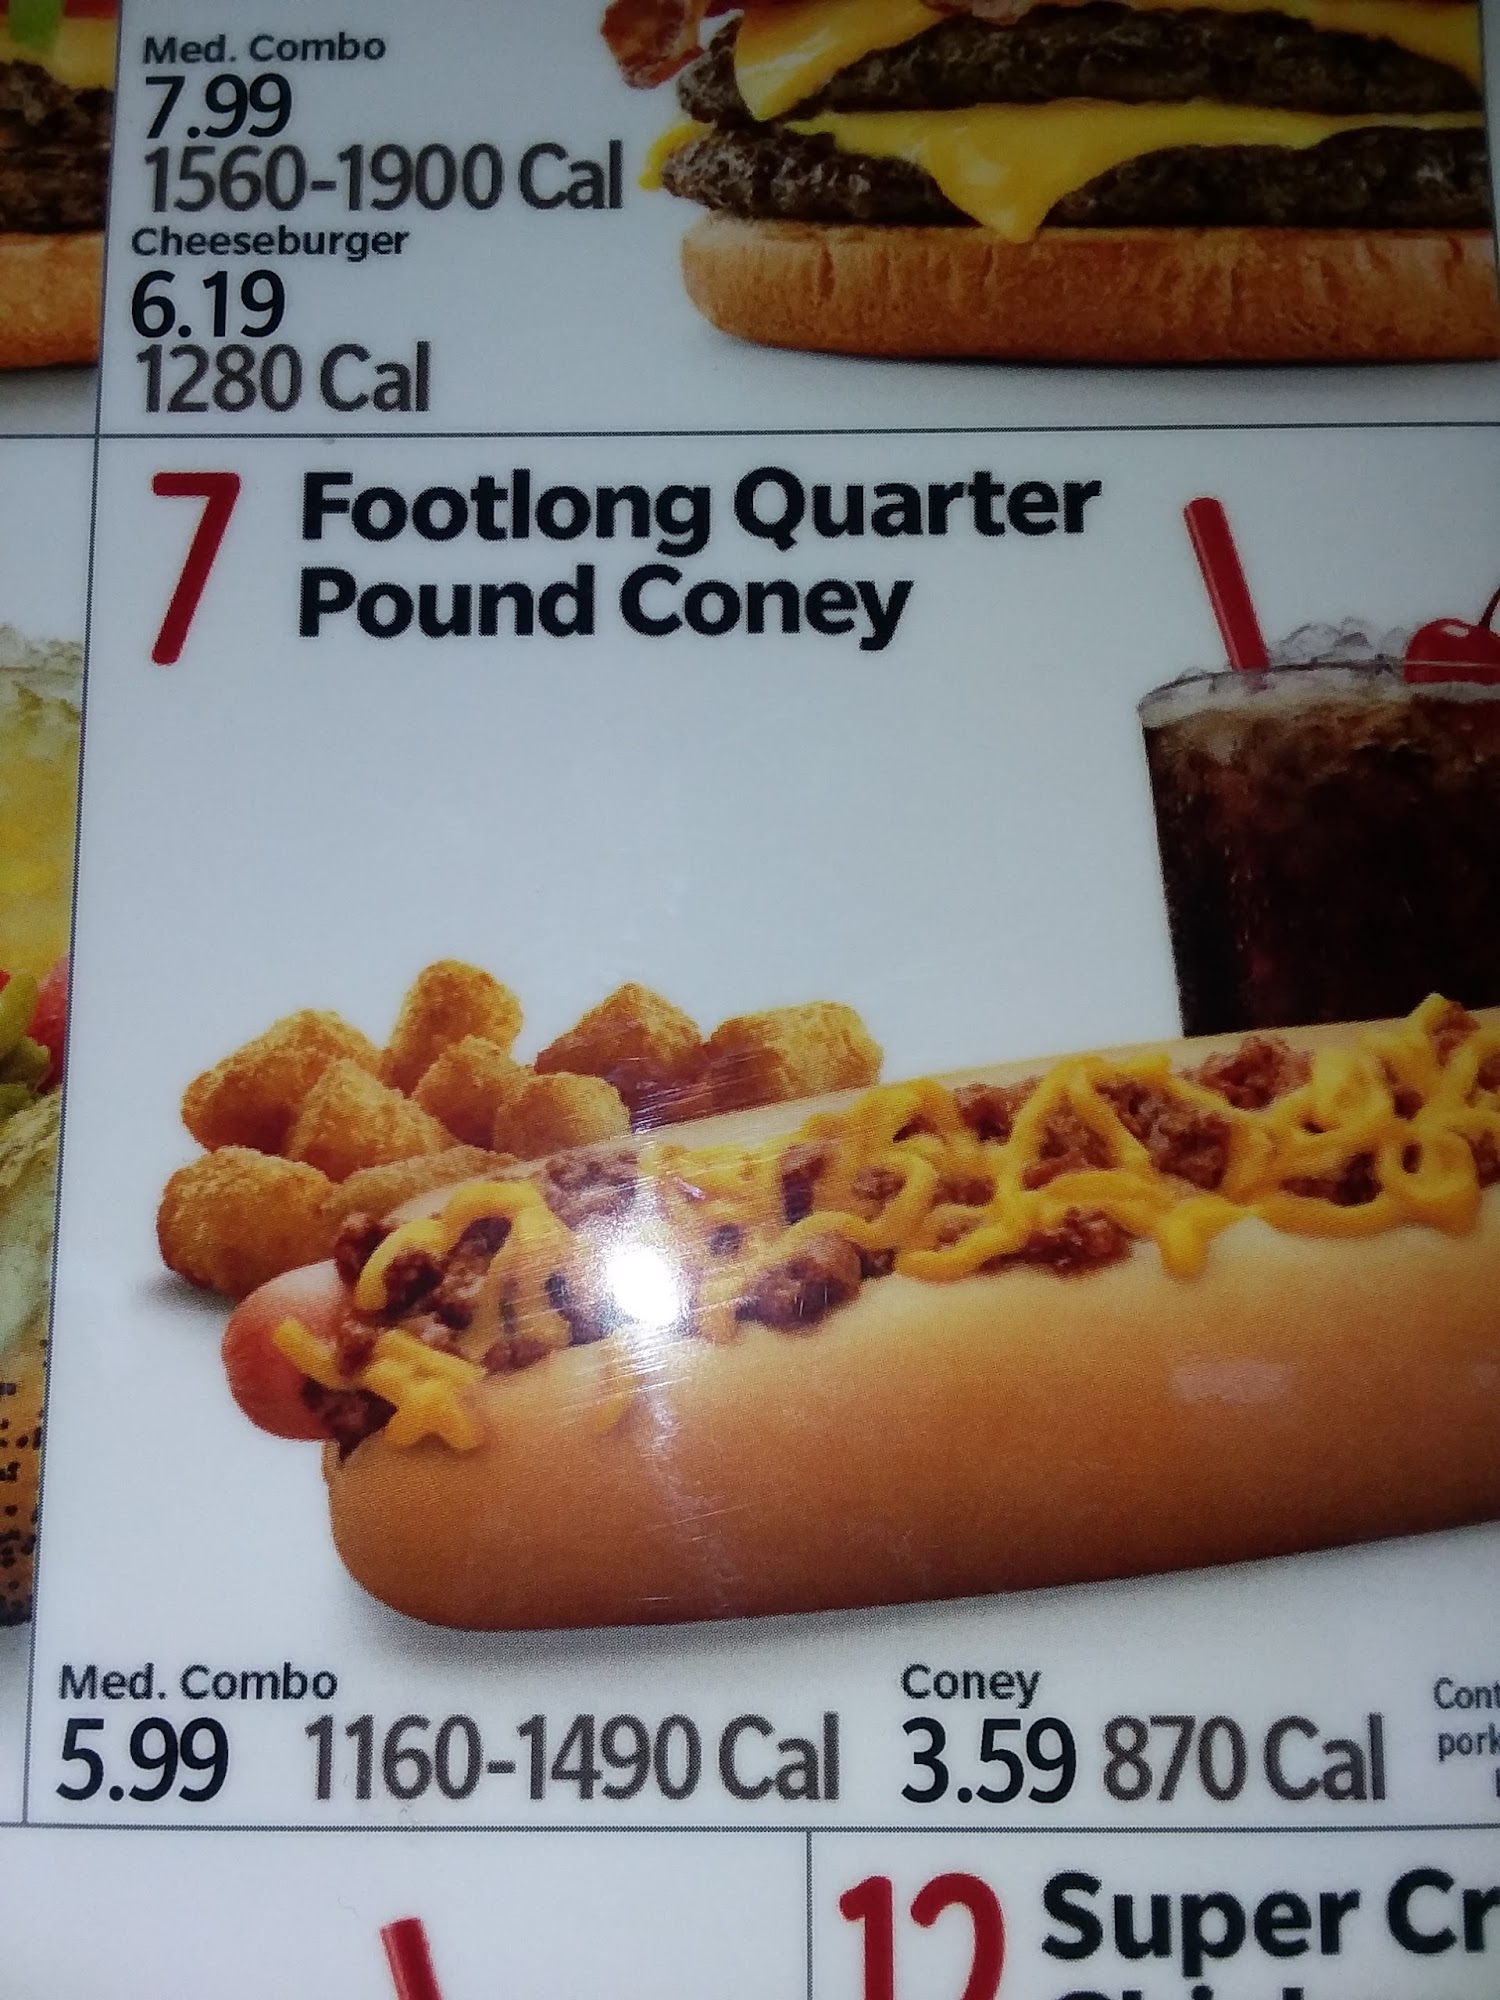 Med. Combo
7.99
1560-1900 Cal
Cheeseburger
6.19
1280 Cal
7 Footlong Quarter
Pound Coney
Med. Combo
5.99 1160-1490 Cal
Coney
3.59 870 Cal
12 Super